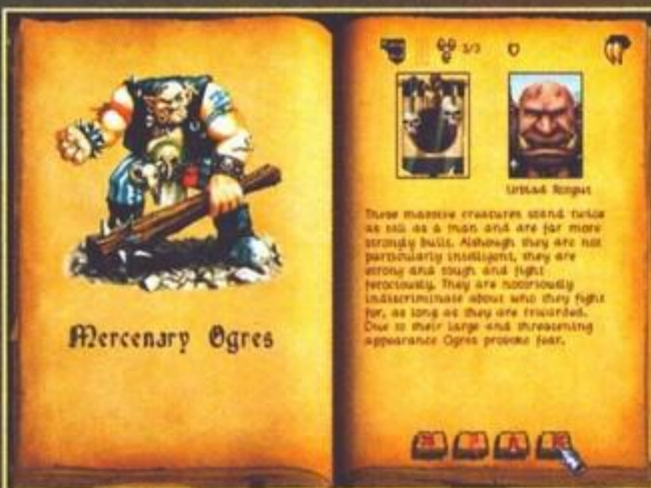 Mercenary Ogres
3/3
These massive creatures stand twice
as tall as a man and are far more
strongly built. Although they are not
particularly intelligent, they are
strong and tough and fight
ferociously. They are notoriously
indiscriminate about who they fight
for, as long as they are rewarded.
Due to their large and threatening
appearance Ogres provoke fear.